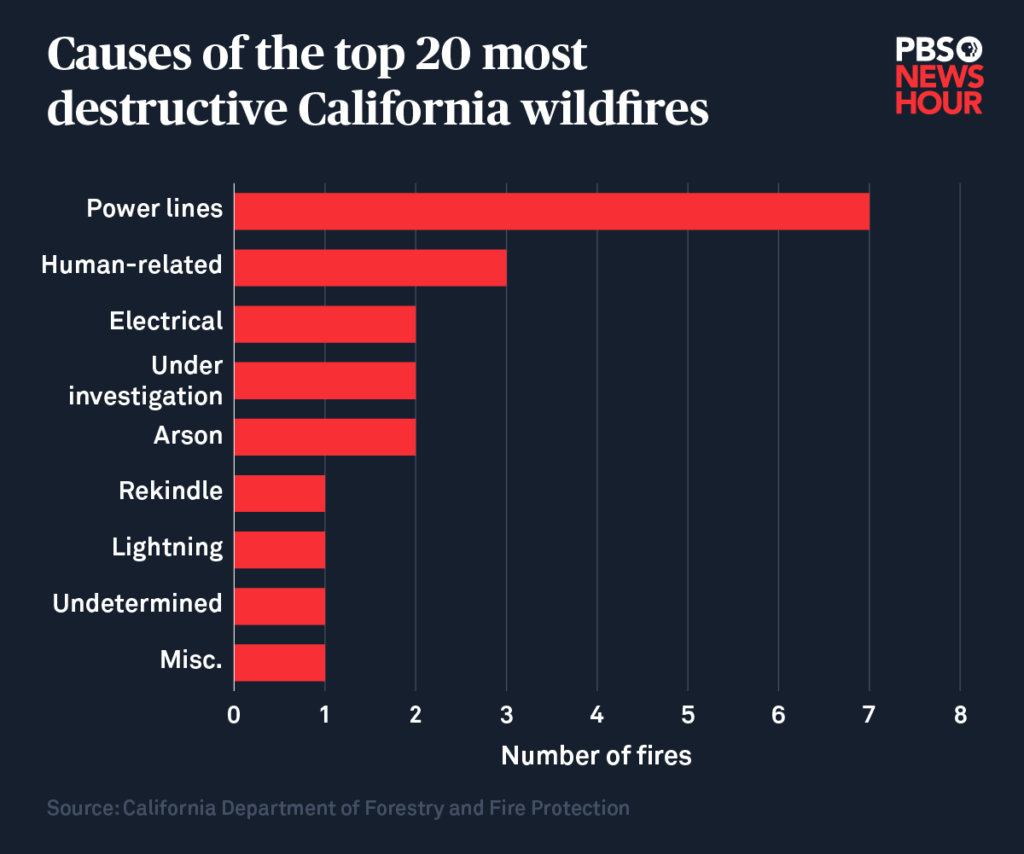 Causes of the top 20 most
destructive California wildfires
PBS
NEWS
HOUR
Power lines
Human-related
Electrical
Under
investigation
Arson
Rekindle
Lightning
Undetermined
Misc.
0 1 2 3 4 5 6 7 8
Number of fires
Source: California Department of Forestry and Fire Protection